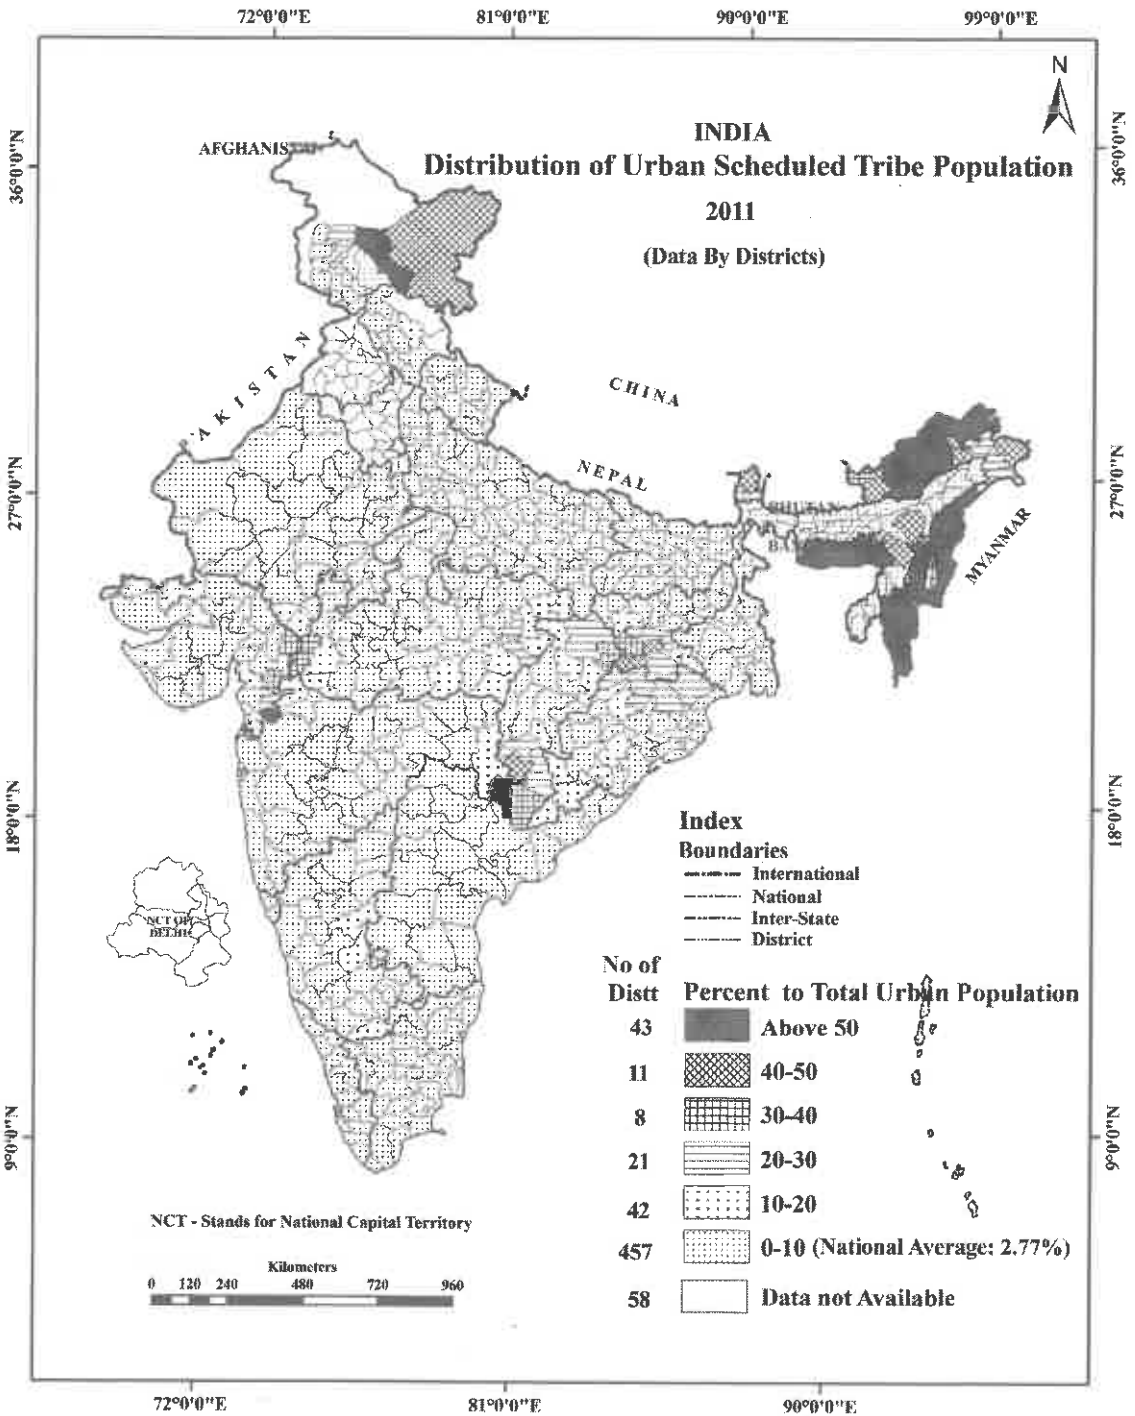 72°0'0"E 81°0'0"E 90°0'0"E 99°0'0"E
N
INDIA
Distribution of Urban Scheduled Tribe Population
2011
(Data By Districts)
36°0'0"N 36°0'0"N
AKISTAN
CHINA
NEPAL
27°0'0"N 27°0'0"N
BHUTAN
MYANMAR
18°0'0"N 18°0'0"N
Index
Boundaries
International
National
Inter-State
District
NCT OF
DELHI
No of
Distt Percent to Total Urban Population
43 Above 50
11 40-50
8 30-40
21 20-30
42 10-20
457 0-10 (National Average: 2.77%)
58 Data not Available
9°0'0"N 9°0'0"N
NCT - Stands for National Capital Territory
Kilometers
0 120 240 480 720 960
72°0'0"E 81°0'0"E 90°0'0"E